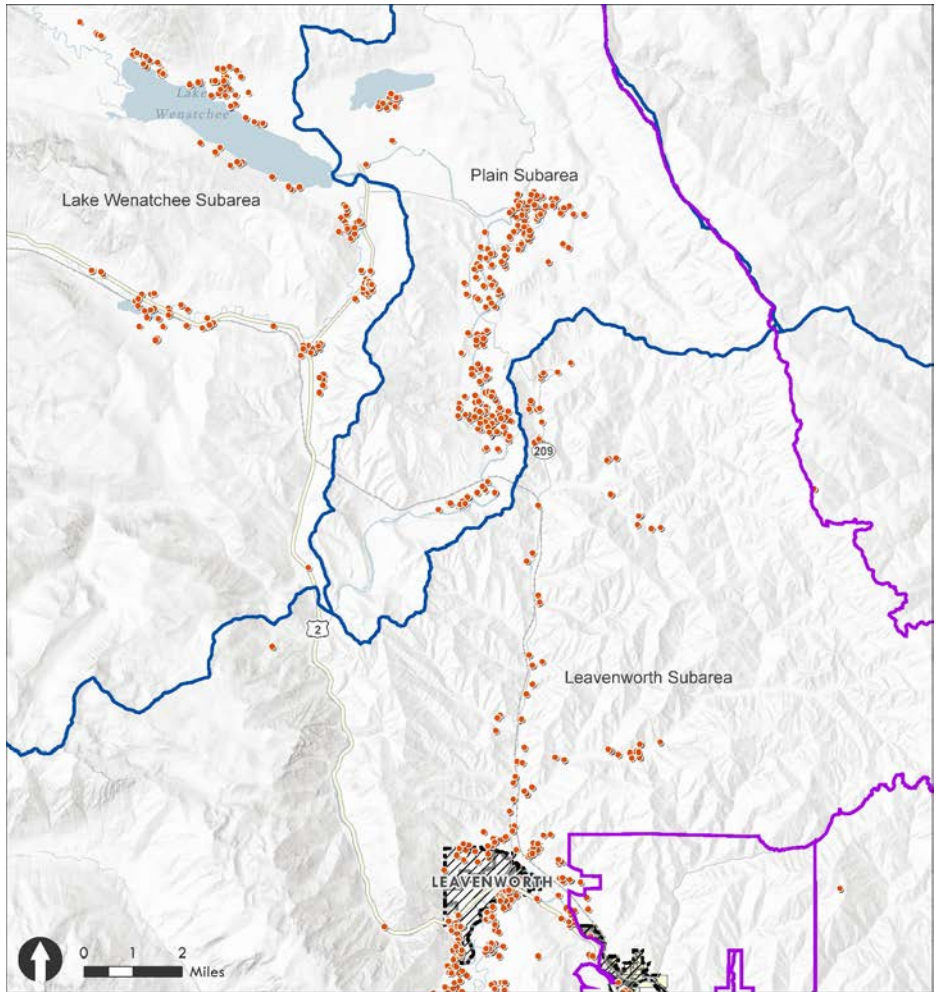 Lake
Wenatchee
Plain Subarea
Lake Wenatchee Subarea
209
2
Leavenworth Subarea
LEAVENWORTH
0 1 2
Miles